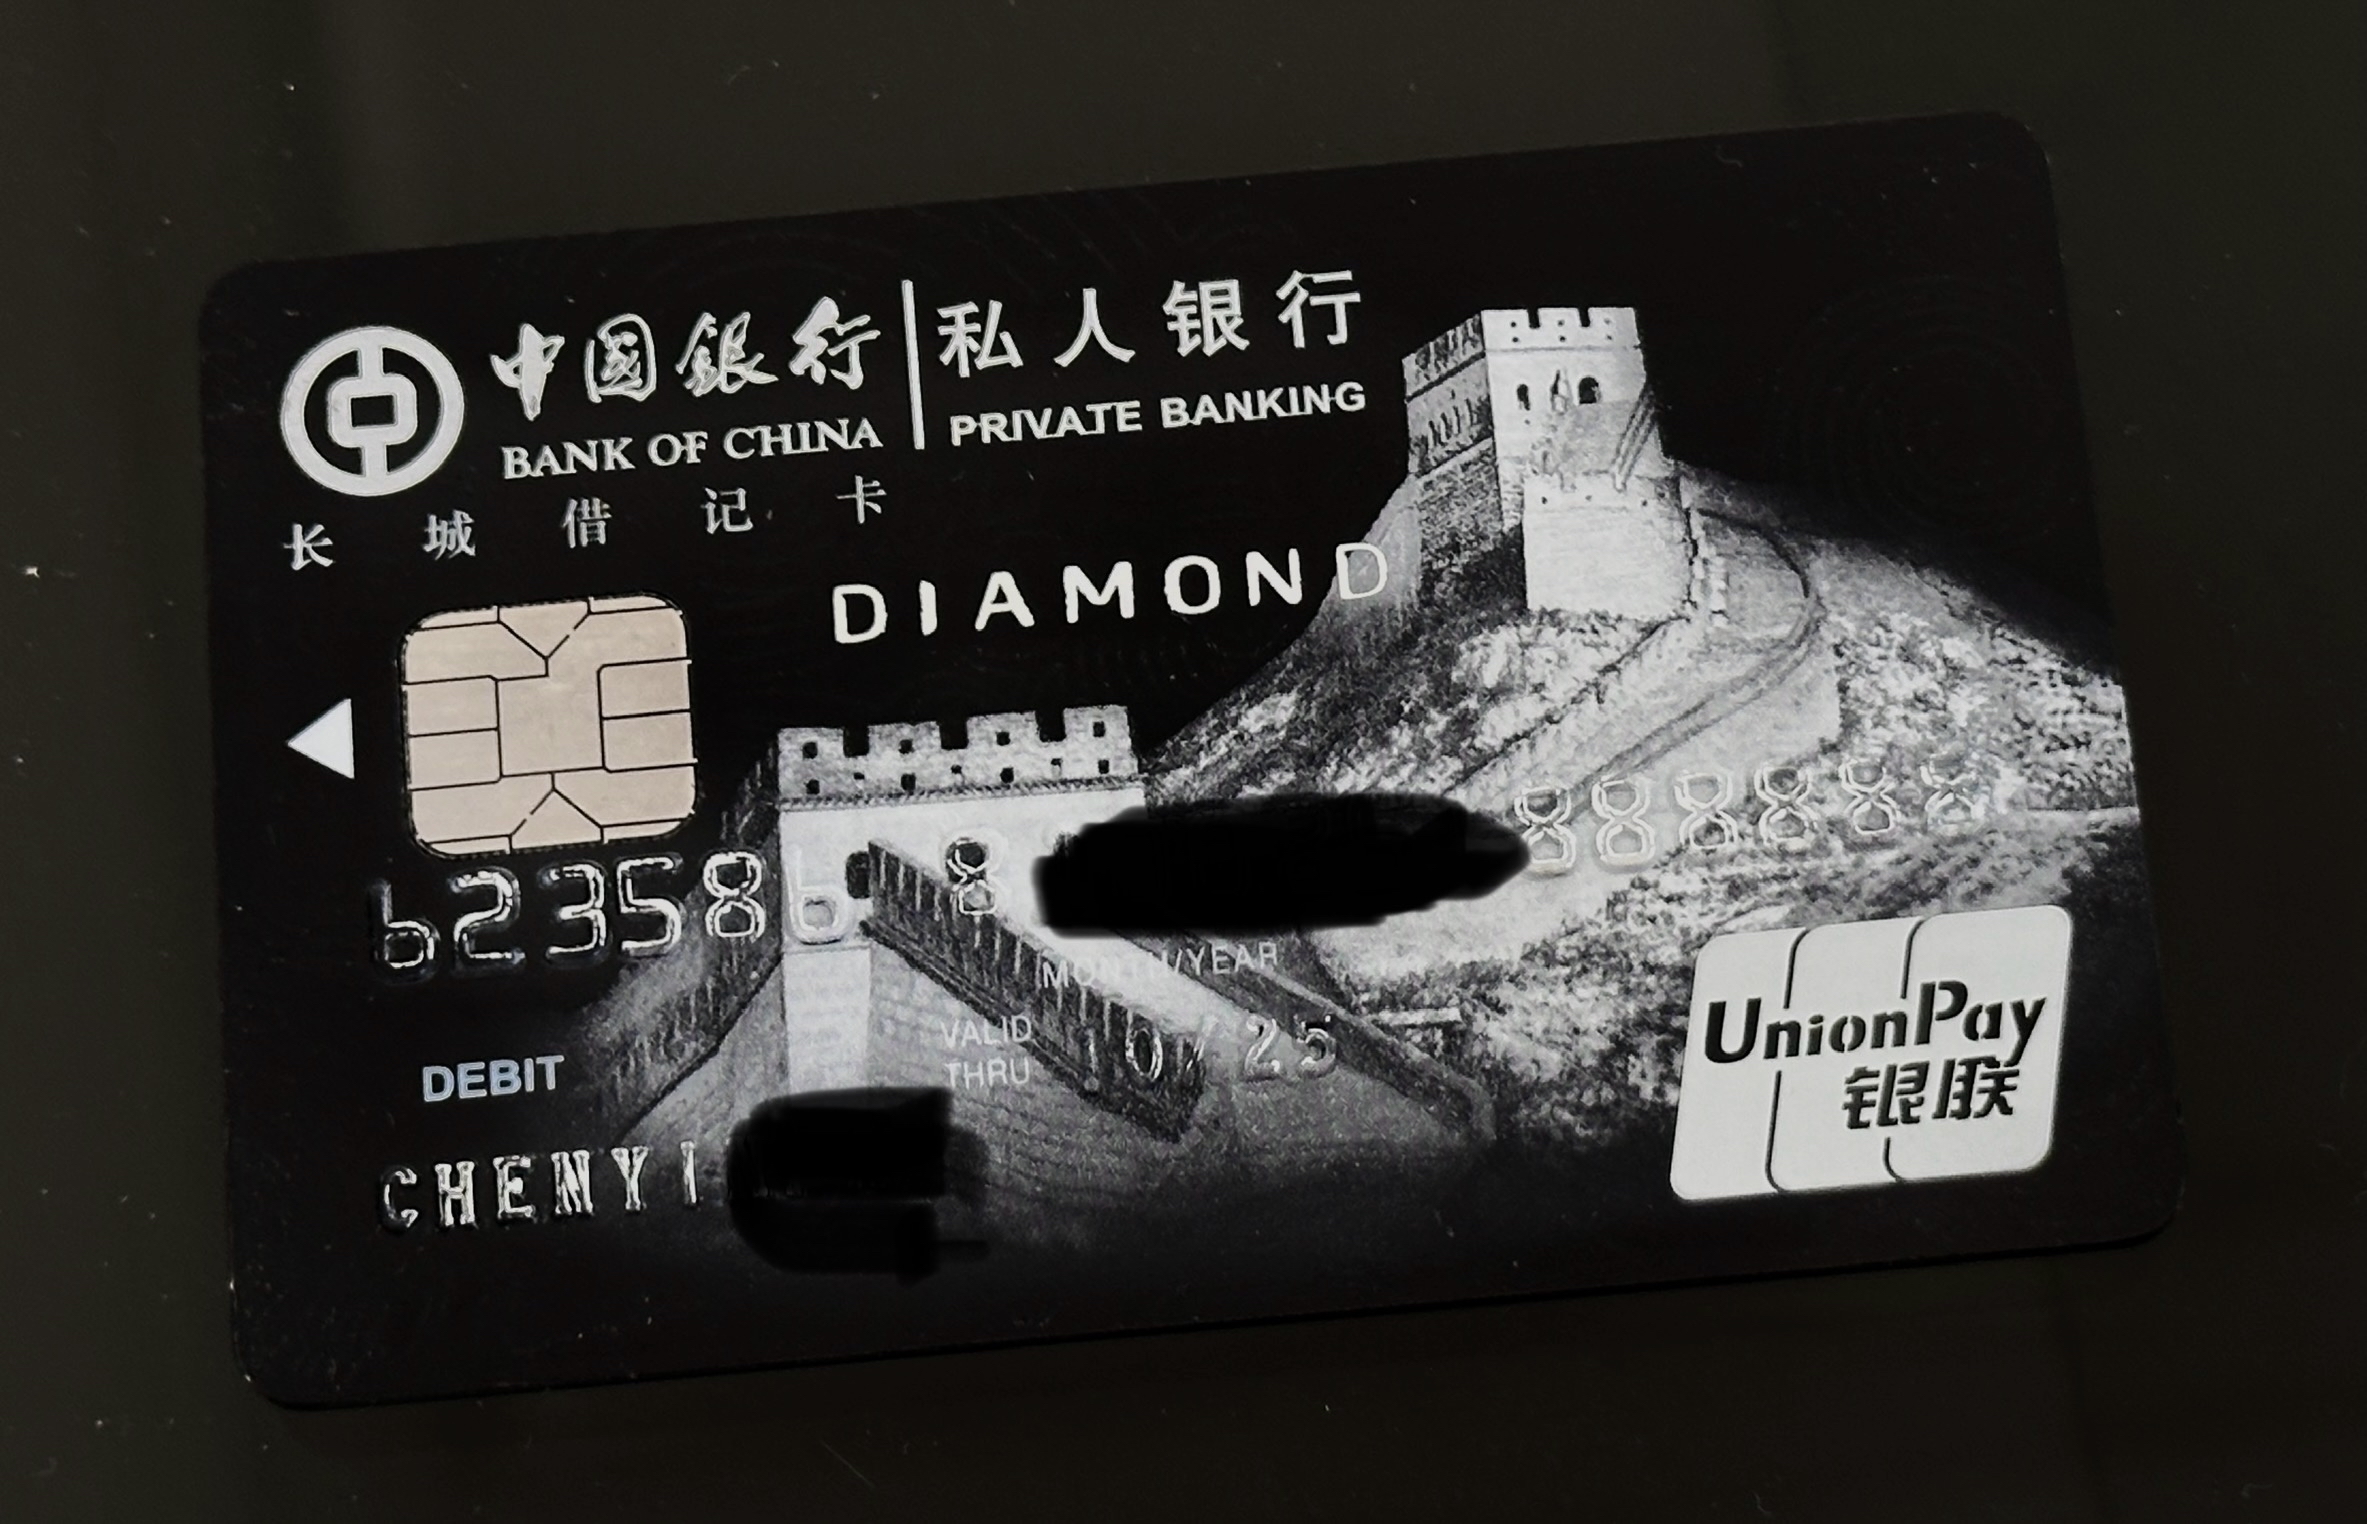 中国銀行 | 私人银行
BANK OF CHINA | PRIVATE BANKING
长城借记卡
DIAMOND
623586 8 888888
MONTH/YEAR
VALID THRU 10/25
DEBIT
CHENYI
UnionPay
银联